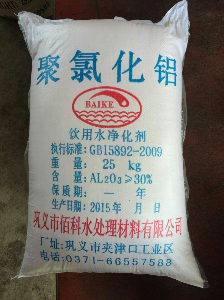 聚氯化铝
BAIKE
饮用水净化剂
执行标准:GB15892-2009
重 量: 25 kg
含 量:AL₂O₃≥30%
保质期: 一 年
生产日期:2015年 月 日
巩义市佰科水处理材料有限公司
厂址:巩义市夹津口工业区
电话:0371-66557583